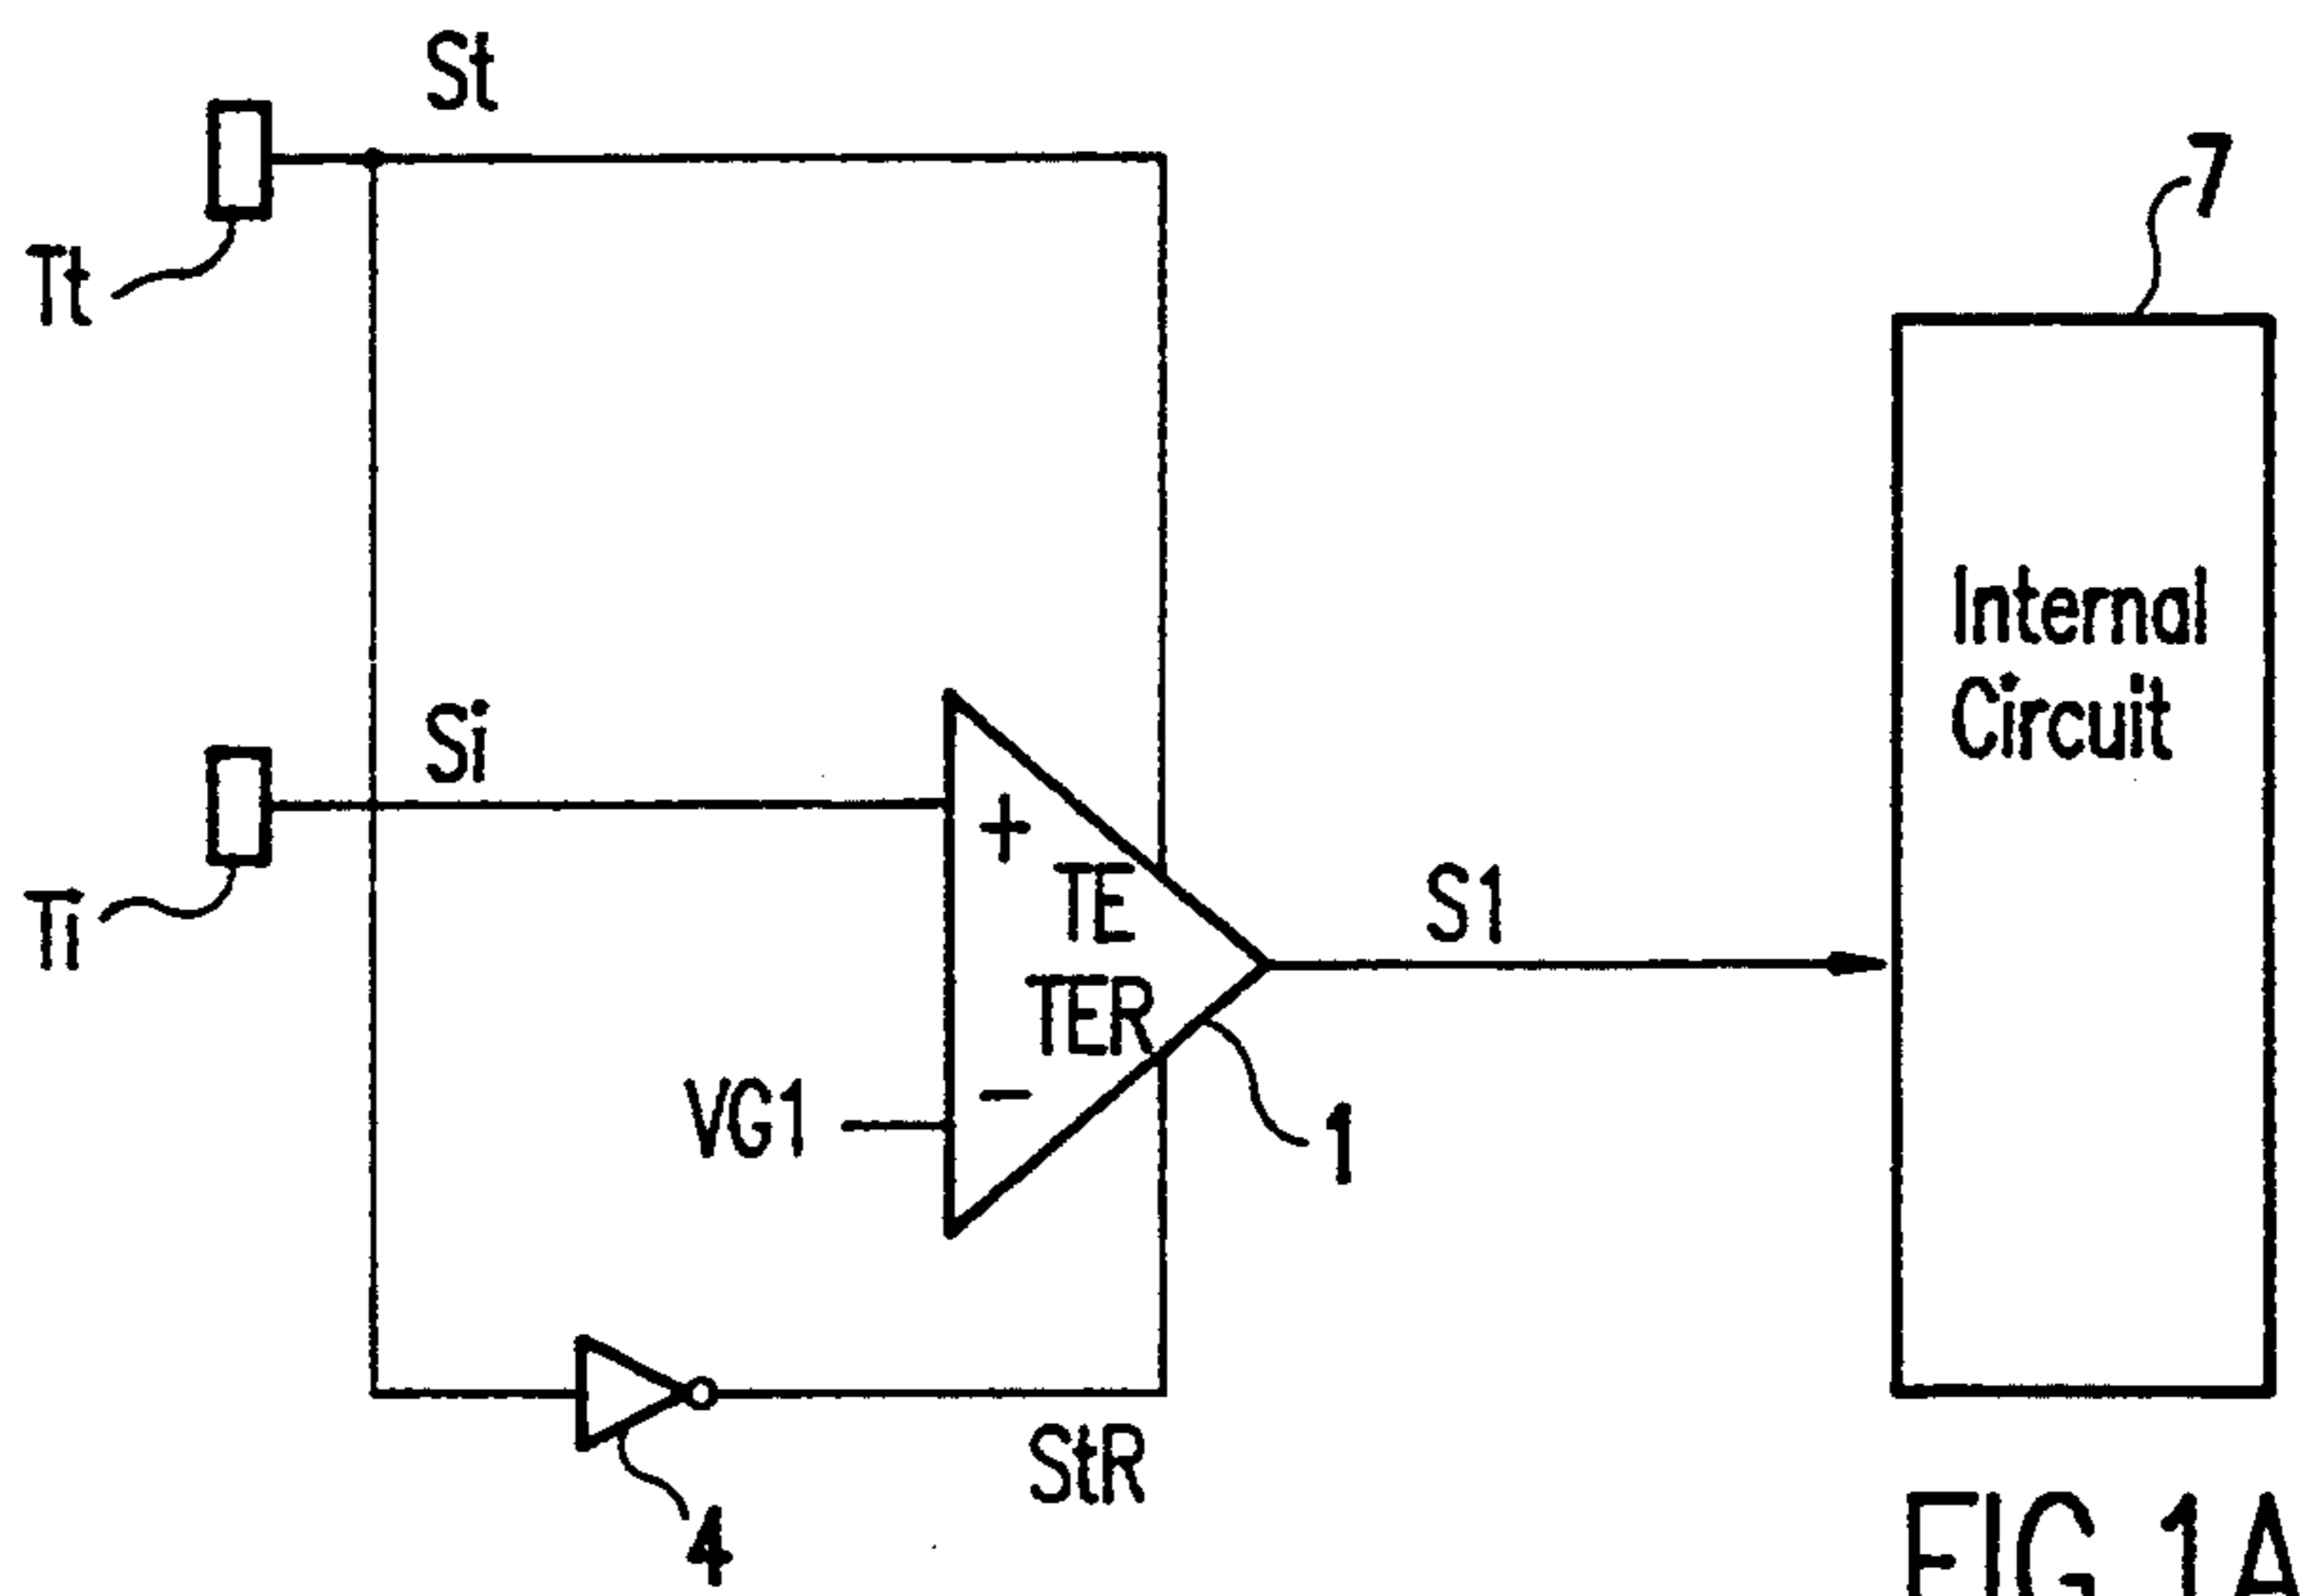 St
7
Tt
Internal
Circuit
Si
+
TE
S1
Ti
TER
VG1
−
1
StR
4
FIG. 1A